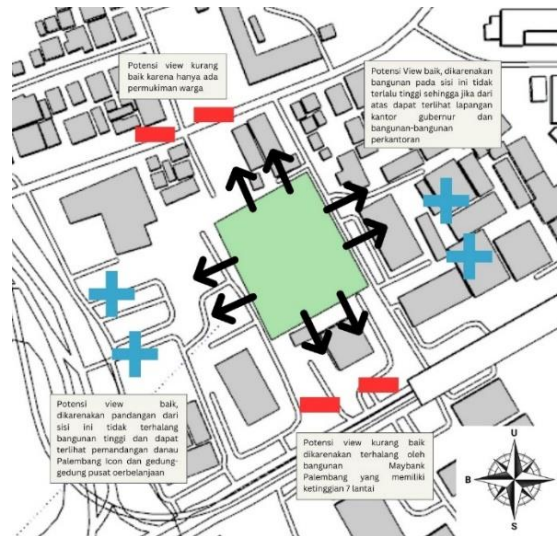 Potensi view kurang
baik karena hanya ada
permukiman warga
Potensi View baik, dikarenakan
bangunan pada sisi ini tidak
terlalu tinggi sehingga jika dari
atas dapat terlihat lapangan
kantor gubernur dan
bangunan-bangunan
perkantoran
Potensi view baik,
dikarenakan pandangan dari
sisi ini tidak terhalang
bangunan tinggi dan dapat
terlihat pemandangan danau
Palembang icon dan gedung-
gedung pusat oerbelanjaan
Potensi view kurang baik
dikarenakan terhalang oleh
bangunan Maybank
Palembang yang memiliki
ketinggian 7 lantai
U
B
S